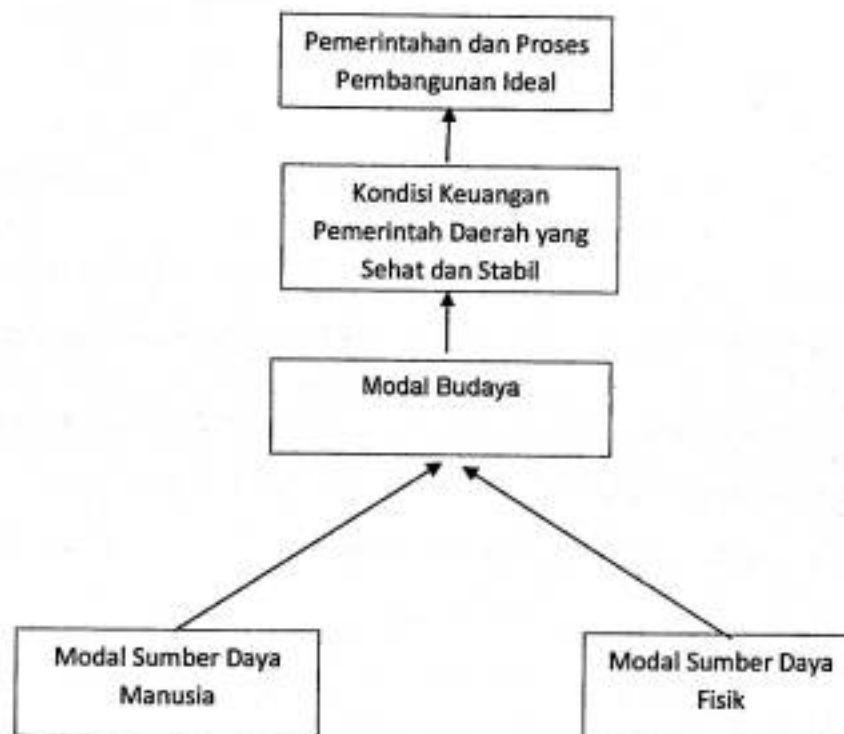 Pemerintahan dan Proses
Pembangunan Ideal
Kondisi Keuangan
Pemerintah Daerah yang
Sehat dan Stabil
Modal Budaya
Modal Sumber Daya
Manusia
Modal Sumber Daya
Fisik